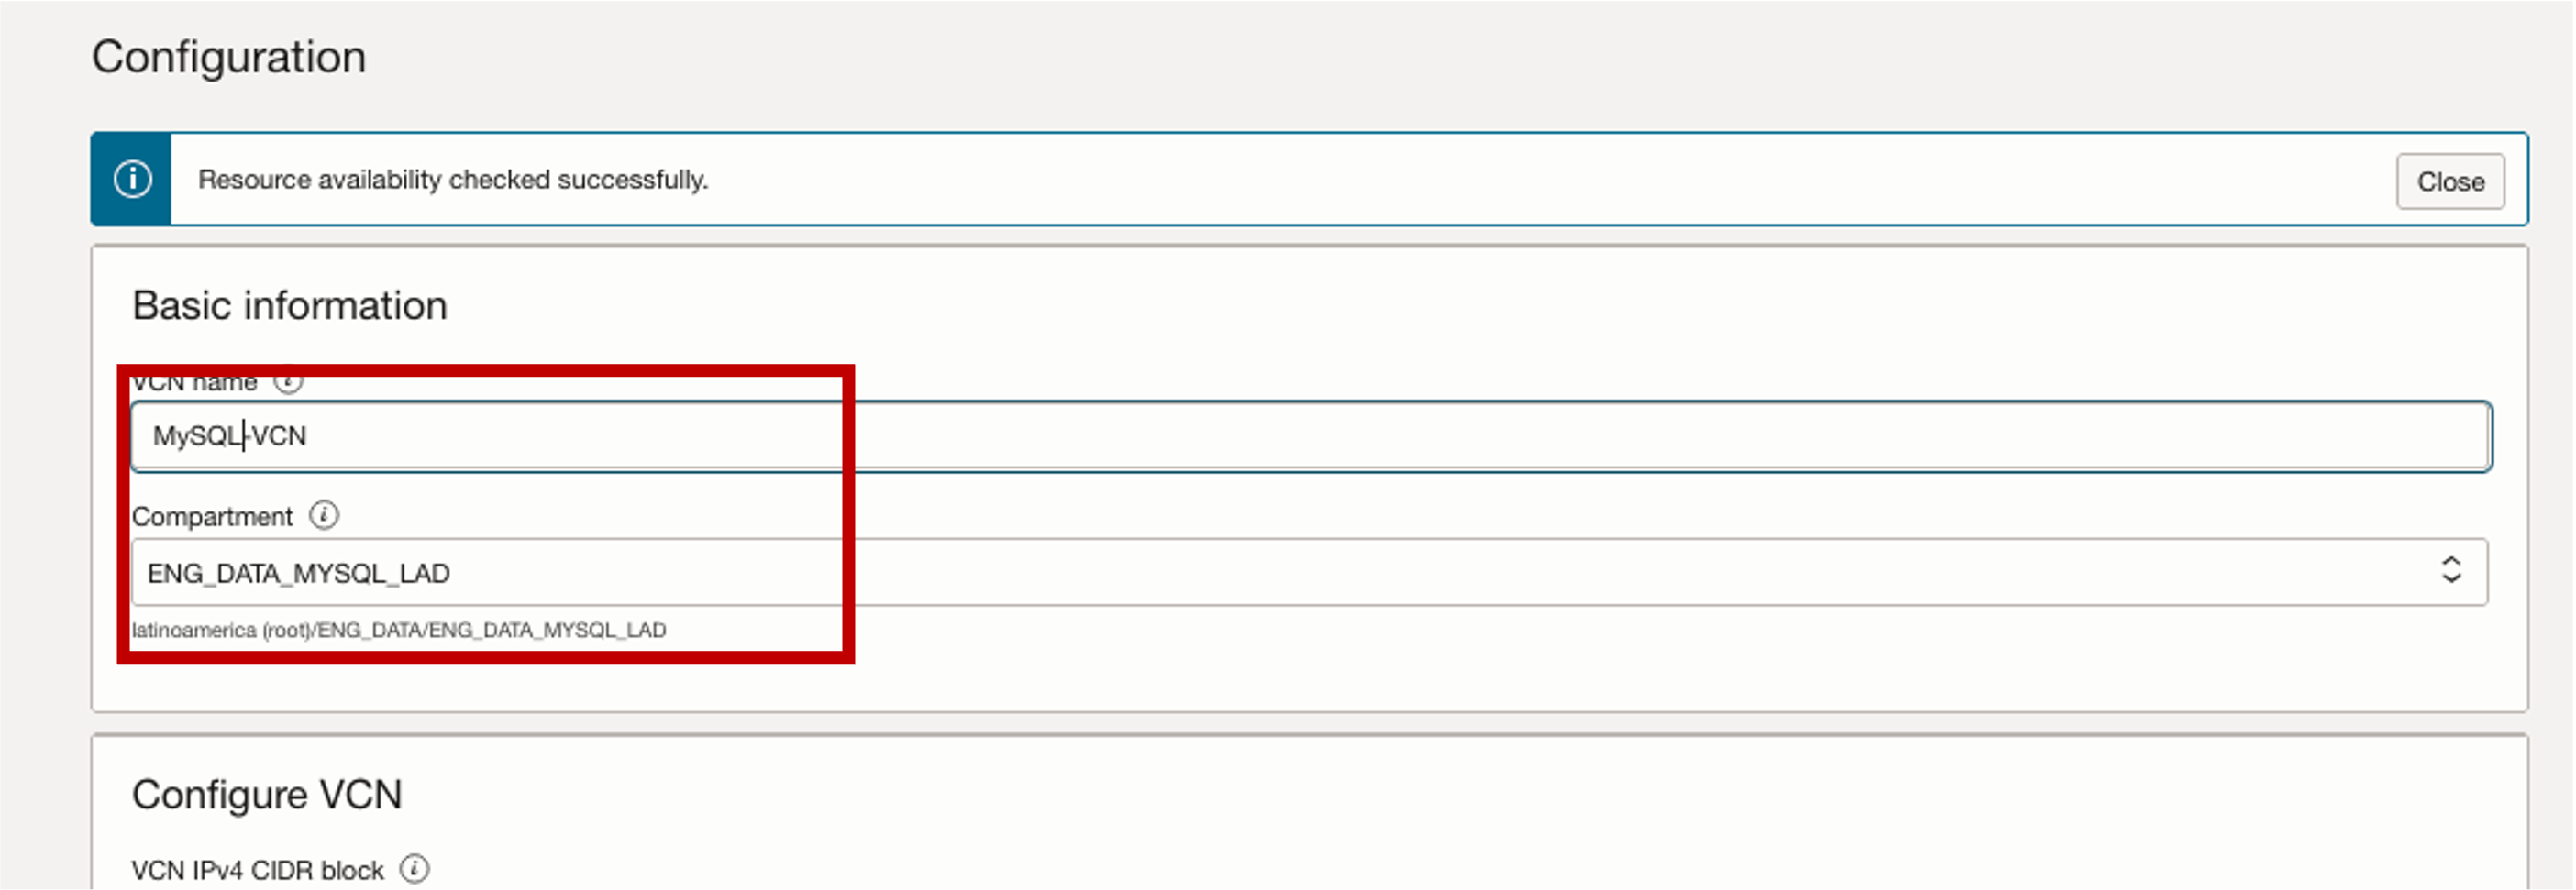 Configuration
Resource availability checked successfully.
Close
Basic information
VCN name
MySQL-VCN
Compartment
ENG_DATA_MYSQL_LAD
latinoamerica (root)/ENG_DATA/ENG_DATA_MYSQL_LAD
Configure VCN
VCN IPv4 CIDR block